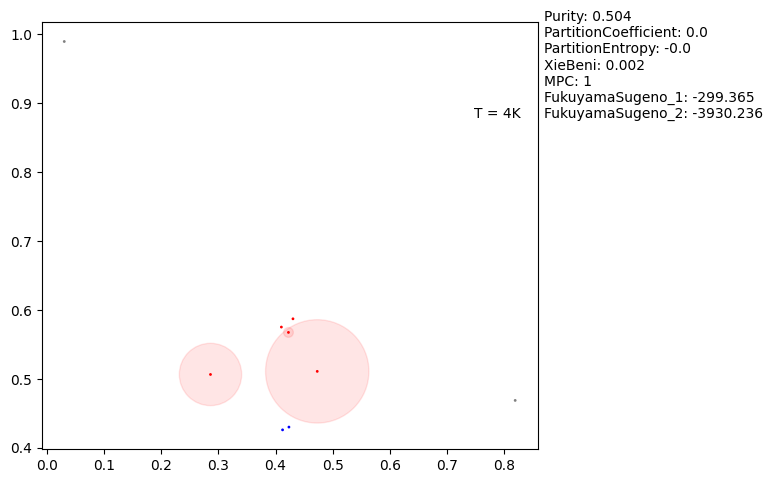 Purity: 0.504
PartitionCoefficient: 0.0
PartitionEntropy: -0.0
XieBeni: 0.002
MPC: 1
FukuyamaSugeno_1: -299.365
FukuyamaSugeno_2: -3930.236
T = 4K
1.0
0.9
0.8
0.7
0.6
0.5
0.4
0.0 0.1 0.2 0.3 0.4 0.5 0.6 0.7 0.8